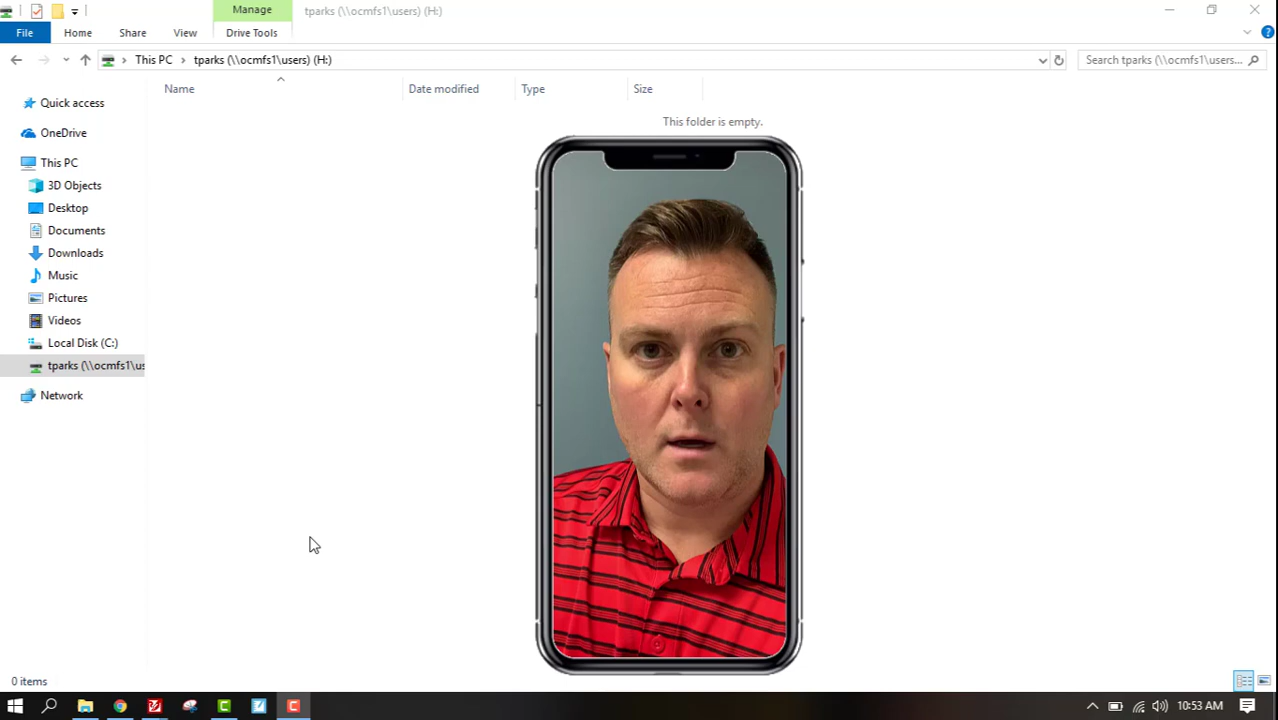 Manage
tparks (\\ocmfs1\users) (H:)
File
Home
Share
View
Drive Tools
This PC
tparks (\\ocmfs1\users) (H:)
Search tparks (\\ocmfs1\users...
Name
Date modified
Type
Size
This folder is empty.
Quick access
OneDrive
This PC
3D Objects
Desktop
Documents
Downloads
Music
Pictures
Videos
Local Disk (C:)
tparks (\\ocmfs1\us
Network
0 items
10:53 AM